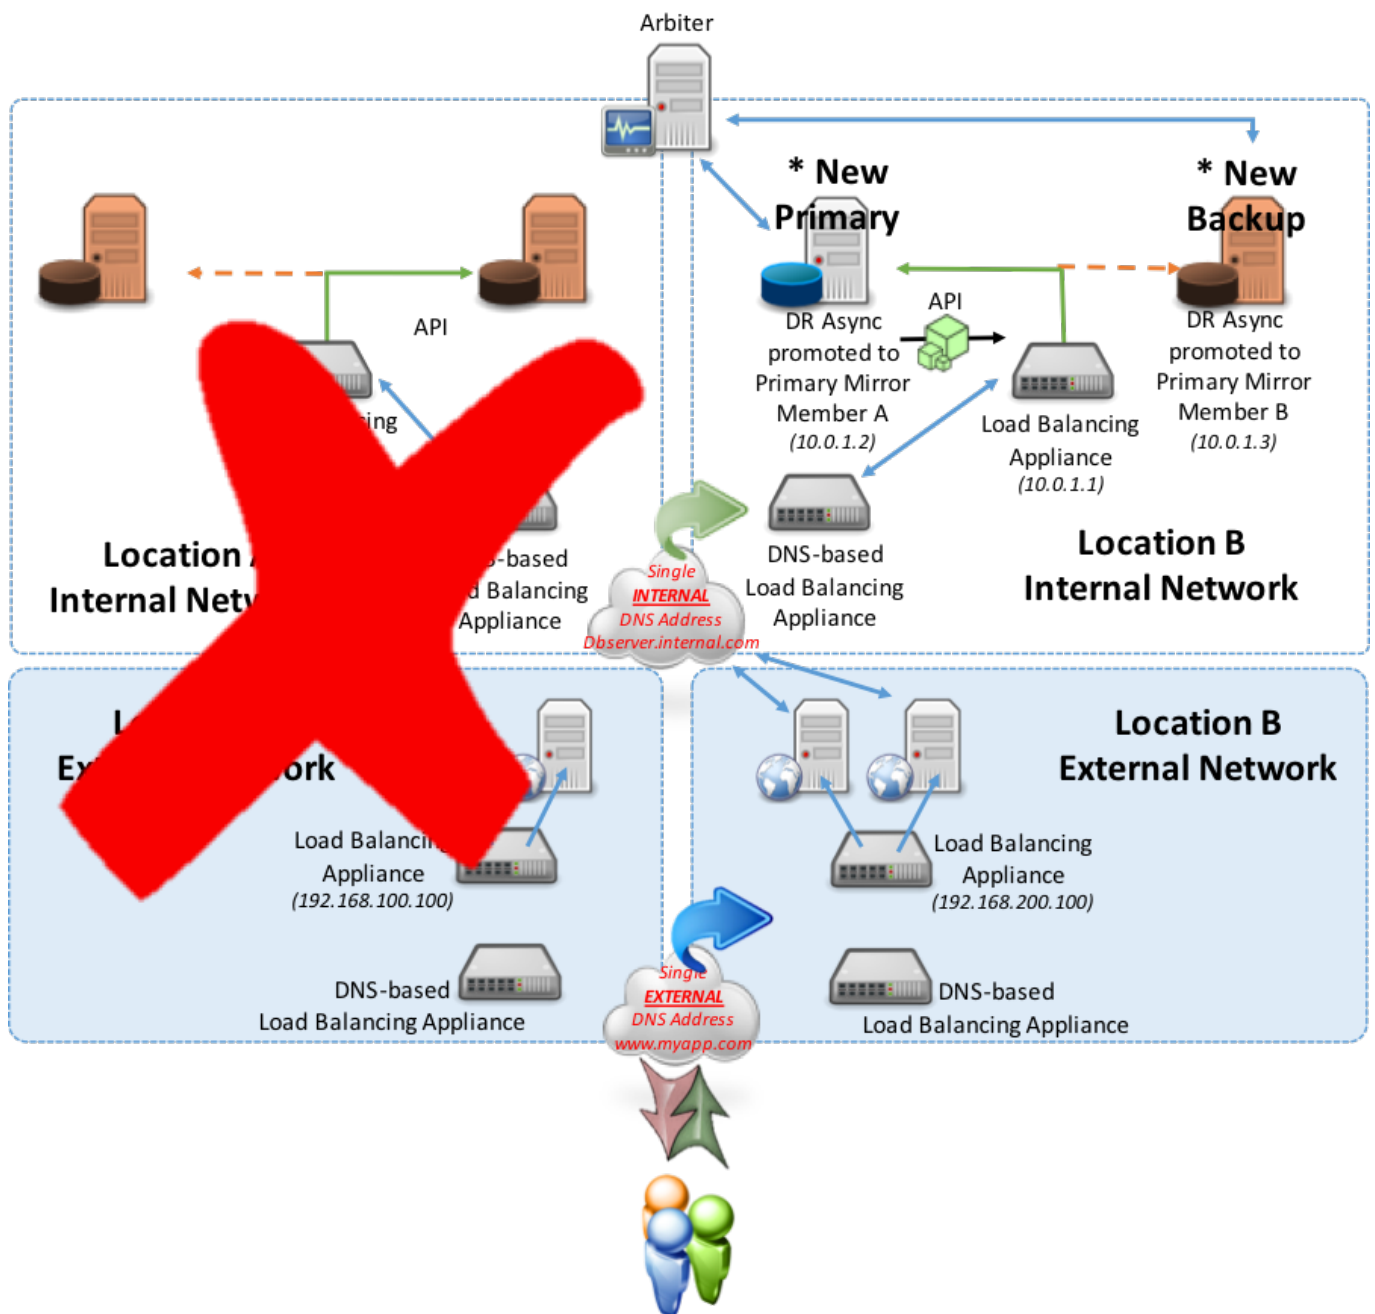 Arbiter
* New
Primary
* New
Backup
API
API
DR Async
promoted to
Primary Mirror
Member A
(10.0.1.2)
DR Async
promoted to
Primary Mirror
Member B
(10.0.1.3)
Load Balancing
Appliance
(10.0.1.1)
DNS-based
Load Balancing
Appliance
Location B
Internal Network
Location
Internal
Balancing
Appliance
Single
INTERNAL
DNS Address
Dbserver.internal.com
Location B
External Network
Load Balancing
Appliance
(192.168.100.100)
Load Balancing
Appliance
(192.168.200.100)
DNS-based
Load Balancing Appliance
Single
EXTERNAL
DNS Address
www.myapp.com
DNS-based
Load Balancing Appliance